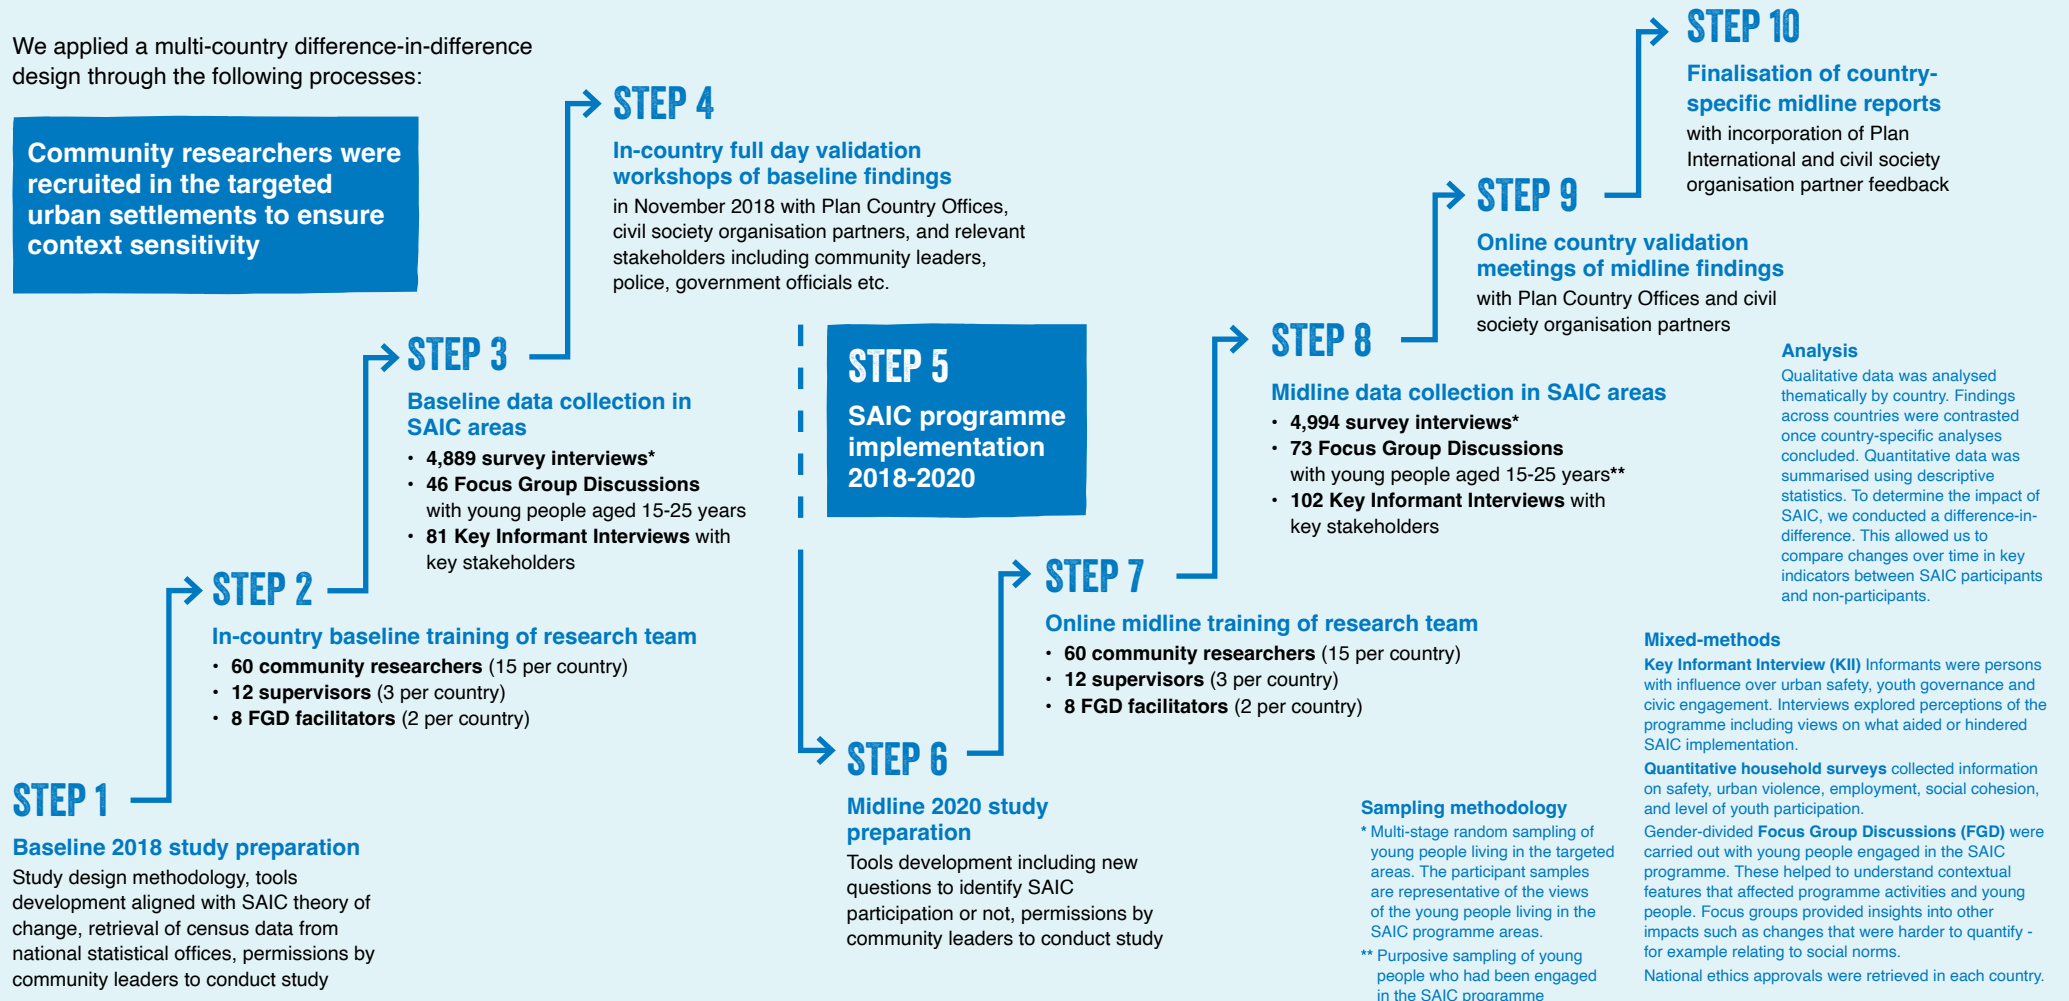 We applied a multi-country difference-in-difference
design through the following processes:
Community researchers were
recruited in the targeted
urban settlements to ensure
context sensitivity
STEP 1
Baseline 2018 study preparation
Study design methodology, tools
development aligned with SAIC theory of
change, retrieval of census data from
national statistical offices, permissions by
community leaders to conduct study
STEP 2
In-country baseline training of research team
• 60 community researchers (15 per country)
• 12 supervisors (3 per country)
• 8 FGD facilitators (2 per country)
STEP 3
Baseline data collection in
SAIC areas
• 4,889 survey interviews*
• 46 Focus Group Discussions
with young people aged 15-25 years
• 81 Key Informant Interviews with
key stakeholders
STEP 4
In-country full day validation
workshops of baseline findings
in November 2018 with Plan Country Offices,
civil society organisation partners, and relevant
stakeholders including community leaders,
police, government officials etc.
STEP 5
SAIC programme
implementation
2018-2020
STEP 6
Midline 2020 study
preparation
Tools development including new
questions to identify SAIC
participation or not, permissions by
community leaders to conduct study
STEP 7
Online midline training of research team
• 60 community researchers (15 per country)
• 12 supervisors (3 per country)
• 8 FGD facilitators (2 per country)
STEP 8
Midline data collection in SAIC areas
• 4,994 survey interviews*
• 73 Focus Group Discussions
with young people aged 15-25 years**
• 102 Key Informant Interviews with
key stakeholders
STEP 9
Online country validation
meetings of midline findings
with Plan Country Offices and civil
society organisation partners
STEP 10
Finalisation of country-
specific midline reports
with incorporation of Plan
International and civil society
organisation partner feedback
Analysis
Qualitative data was analysed
thematically by country. Findings
across countries were contrasted
once country-specific analyses
concluded. Quantitative data was
summarised using descriptive
statistics. To determine the impact of
SAIC, we conducted a difference-in-
difference. This allowed us to
compare changes over time in key
indicators between SAIC participants
and non-participants.
Mixed-methods
Key Informant Interview (KII) Informants were persons
with influence over urban safety, youth governance and
civic engagement. Interviews explored perceptions of the
programme including views on what aided or hindered
SAIC implementation.
Quantitative household surveys collected information
on safety, urban violence, employment, social cohesion,
and level of youth participation.
Gender-divided Focus Group Discussions (FGD) were
carried out with young people engaged in the SAIC
programme. These helped to understand contextual
features that affected programme activities and young
people. Focus groups provided insights into other
impacts such as changes that were harder to quantify -
for example relating to social norms.
National ethics approvals were retrieved in each country.
Sampling methodology
* Multi-stage random sampling of
young people living in the targeted
areas. The participant samples
are representative of the views
of the young people living in the
SAIC programme areas.
** Purposive sampling of young
people who had been engaged
in the SAIC programme